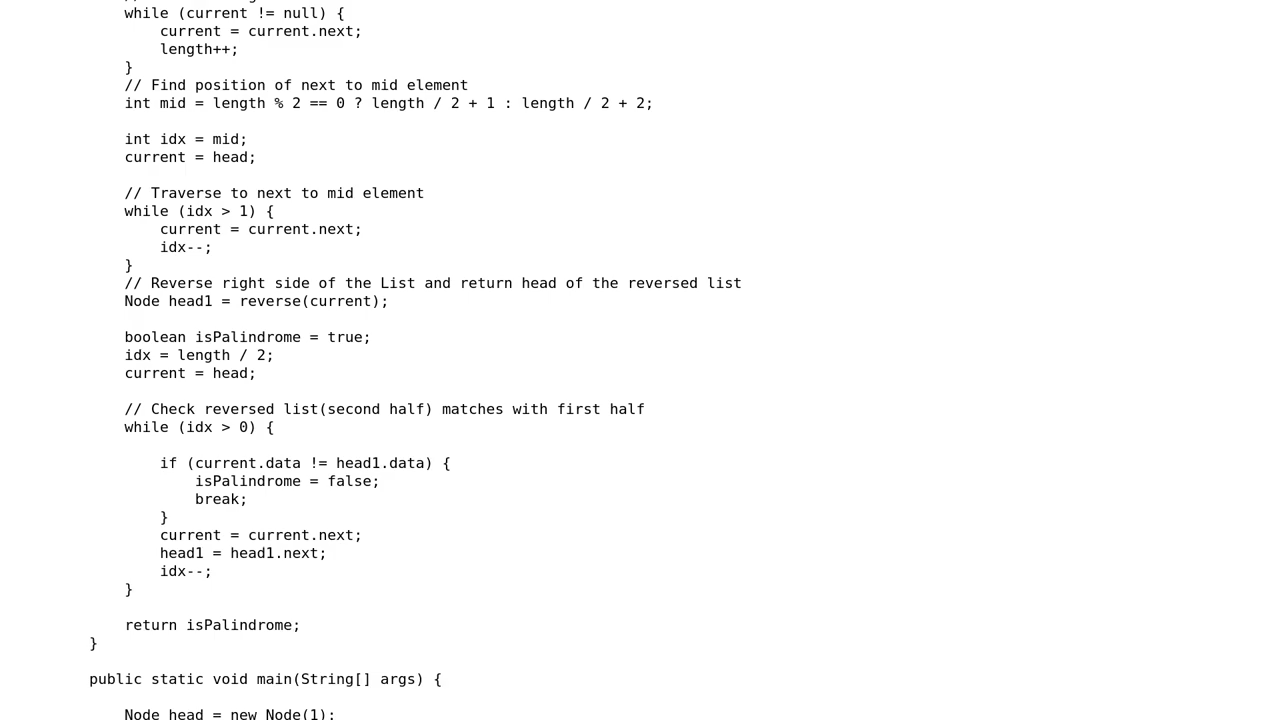 while (current != null) {
current = current.next;
length++;
}
// Find position of next to mid element
int mid = length % 2 == 0 ? length / 2 + 1 : length / 2 + 2;
int idx = mid;
current = head;
// Traverse to next to mid element
while (idx > 1) {
current = current.next;
idx--;
}
// Reverse right side of the List and return head of the reversed list
Node head1 = reverse(current);
boolean isPalindrome = true;
idx = length / 2;
current = head;
// Check reversed list(second half) matches with first half
while (idx > 0) {
if (current.data != head1.data) {
isPalindrome = false;
break;
}
current = current.next;
head1 = head1.next;
idx--;
}
return isPalindrome;
}
public static void main(String[] args) {
Node head = new Node(1);